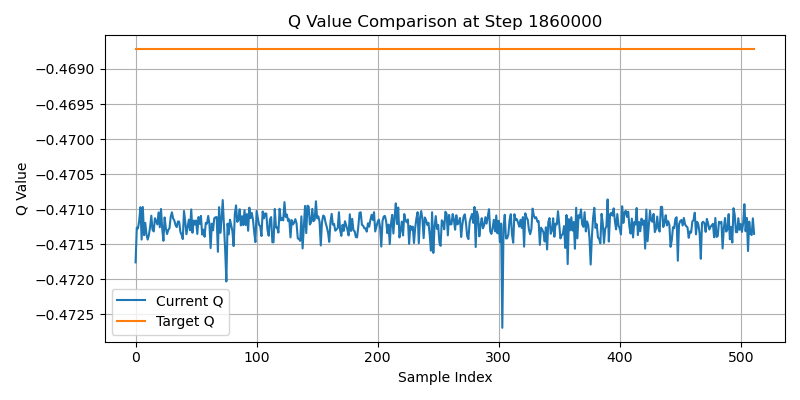 Q Value Comparison at Step 1860000
Q Value
−0.4690
−0.4695
−0.4700
−0.4705
−0.4710
−0.4715
−0.4720
−0.4725
Current Q
Target Q
0 100 200 300 400 500
Sample Index